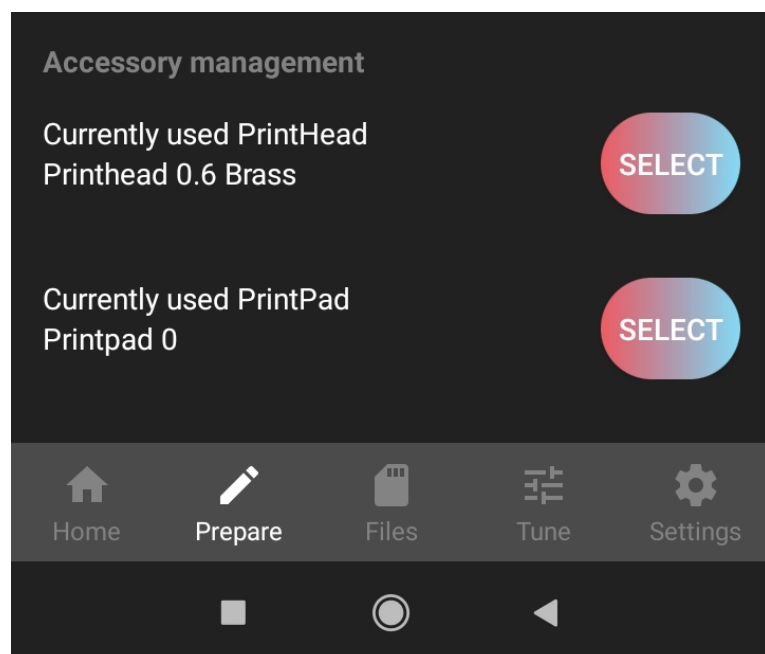 Accessory management
Currently used PrintHead
Printhead 0.6 Brass
SELECT
Currently used PrintPad
Printpad 0
SELECT
Home
Prepare
Files
Tune
Settings